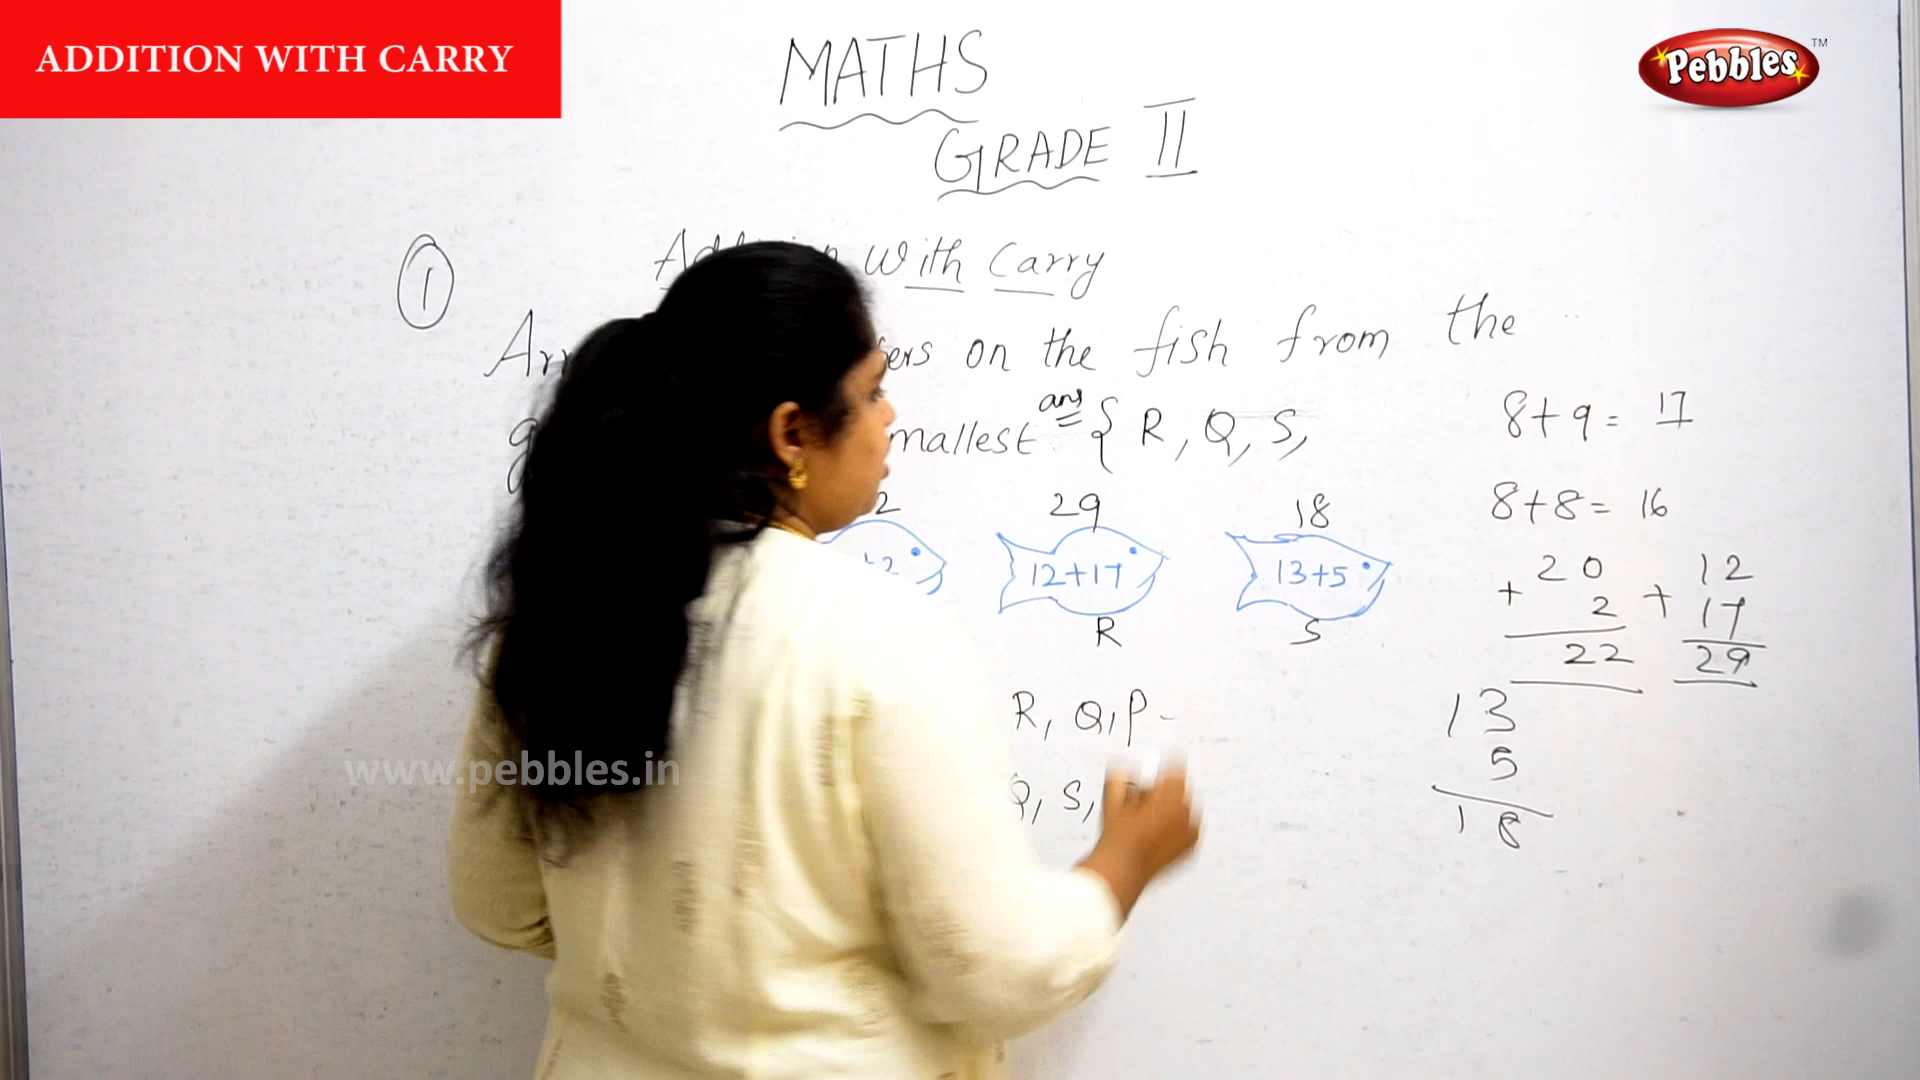 ADDITION WITH CARRY
Pebbles TM
MATHS
GRADE II
1
with Carry
on the fish from the
ans { R, Q, S,
8+9 = 17
8+8 = 16
2 29 18
12+17 13+5
R S
20
+ 2
22
12
+ 17
29
R, Q, P
Q, S,
13
5
18
www.pebbles.in